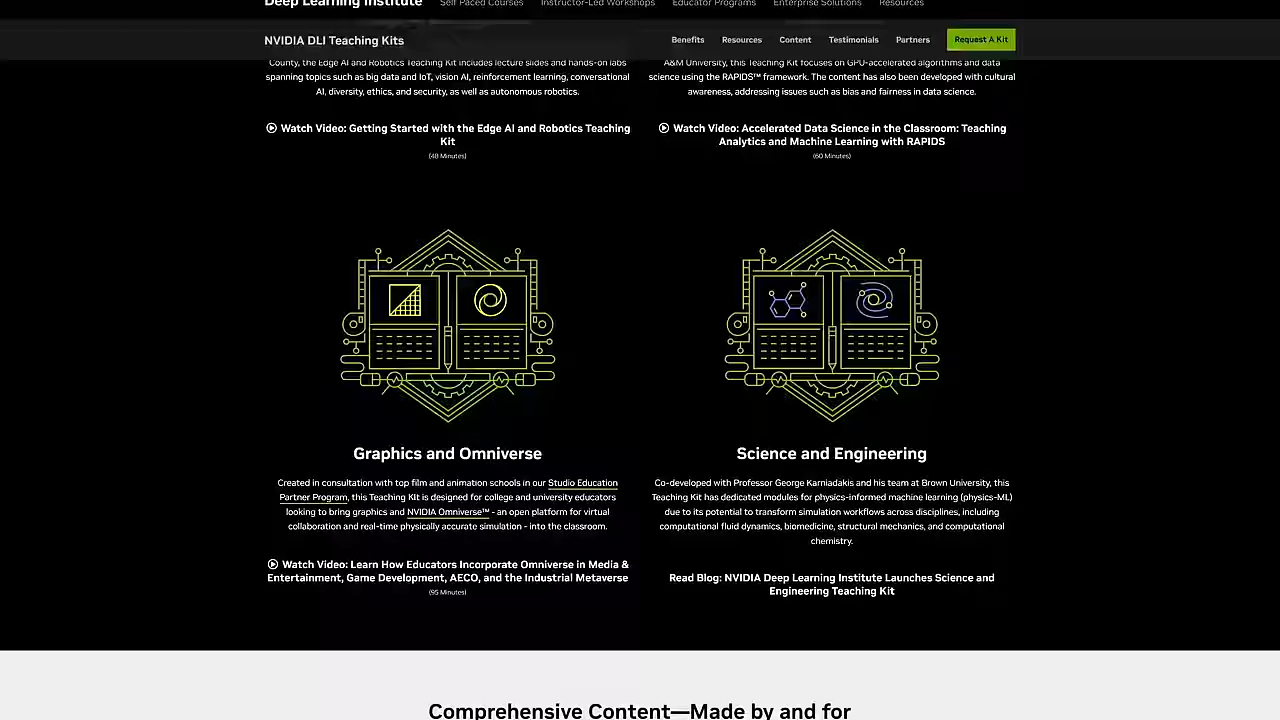 Deep Learning Institute
Self Paced Courses
Instructor-Led Workshops
Educator Programs
Enterprise Solutions
Resources
NVIDIA DLI Teaching Kits
Benefits
Resources
Content
Testimonials
Partners
Request A Kit
County, the Edge AI and Robotics Teaching Kit includes lecture slides and hands-on labs
spanning topics such as big data and IoT, vision AI, reinforcement learning, conversational
AI, diversity, ethics, and security, as well as autonomous robotics.
Watch Video: Getting Started with the Edge AI and Robotics Teaching
Kit
(48 Minutes)
A&M University, this Teaching Kit focuses on GPU-accelerated algorithms and data
science using the RAPIDS™ framework. The content has also been developed with cultural
awareness, addressing issues such as bias and fairness in data science.
Watch Video: Accelerated Data Science in the Classroom: Teaching
Analytics and Machine Learning with RAPIDS
(60 Minutes)
Graphics and Omniverse
Created in consultation with top film and animation schools in our Studio Education
Partner Program, this Teaching Kit is designed for college and university educators
looking to bring graphics and NVIDIA Omniverse™ - an open platform for virtual
collaboration and real-time physically accurate simulation - into the classroom.
Watch Video: Learn How Educators Incorporate Omniverse in Media &
Entertainment, Game Development, AECO, and the Industrial Metaverse
(95 Minutes)
Science and Engineering
Co-developed with Professor George Karniadakis and his team at Brown University, this
Teaching Kit has dedicated modules for physics-informed machine learning (physics-ML)
due to its potential to transform simulation workflows across disciplines, including
computational fluid dynamics, biomedicine, structural mechanics, and computational
chemistry.
Read Blog: NVIDIA Deep Learning Institute Launches Science and
Engineering Teaching Kit
Comprehensive Content—Made by and for